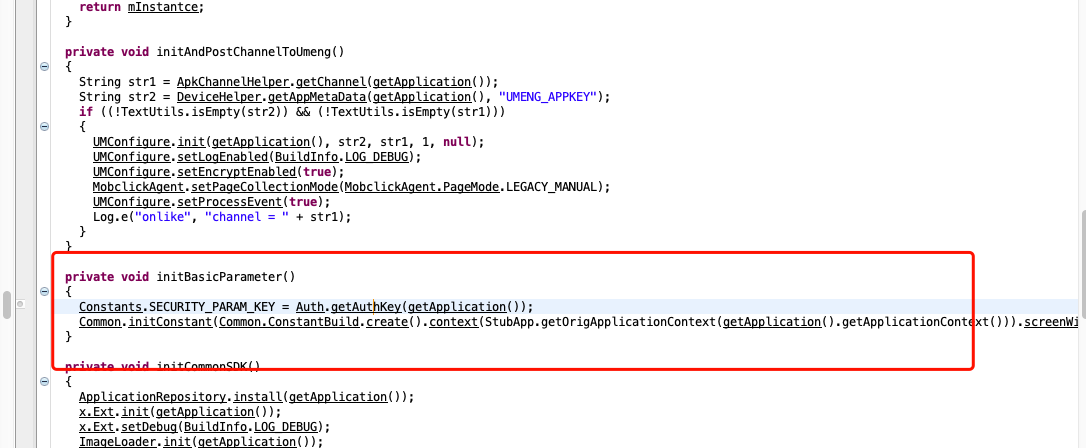 return mInstantce;
}
private void initAndPostChannelToUmeng()
{
String str1 = ApkChannelHelper.getChannel(getApplication());
String str2 = DeviceHelper.getAppMetaData(getApplication(), "UMENG_APPKEY");
if ((!TextUtils.isEmpty(str2)) && (!TextUtils.isEmpty(str1)))
{
UMConfigure.init(getApplication(), str2, str1, 1, null);
UMConfigure.setLogEnabled(BuildInfo.LOG_DEBUG);
UMConfigure.setEncryptEnabled(true);
MobclickAgent.setPageCollectionMode(MobclickAgent.PageMode.LEGACY_MANUAL);
UMConfigure.setProcessEvent(true);
Log.e("onlike", "channel = " + str1);
}
}
private void initBasicParameter()
{
Constants.SECURITY_PARAM_KEY = Auth.getAuthKey(getApplication());
Common.initConstant(Common.ConstantBuild.create().context(StubApp.getOrigApplicationContext(getApplication().getApplicationContext())).screenWi
}
private void initCommonSDK()
{
ApplicationRepository.install(getApplication());
x.Ext.init(getApplication());
x.Ext.setDebug(BuildInfo.LOG_DEBUG);
ImageLoader.init(getApplication());